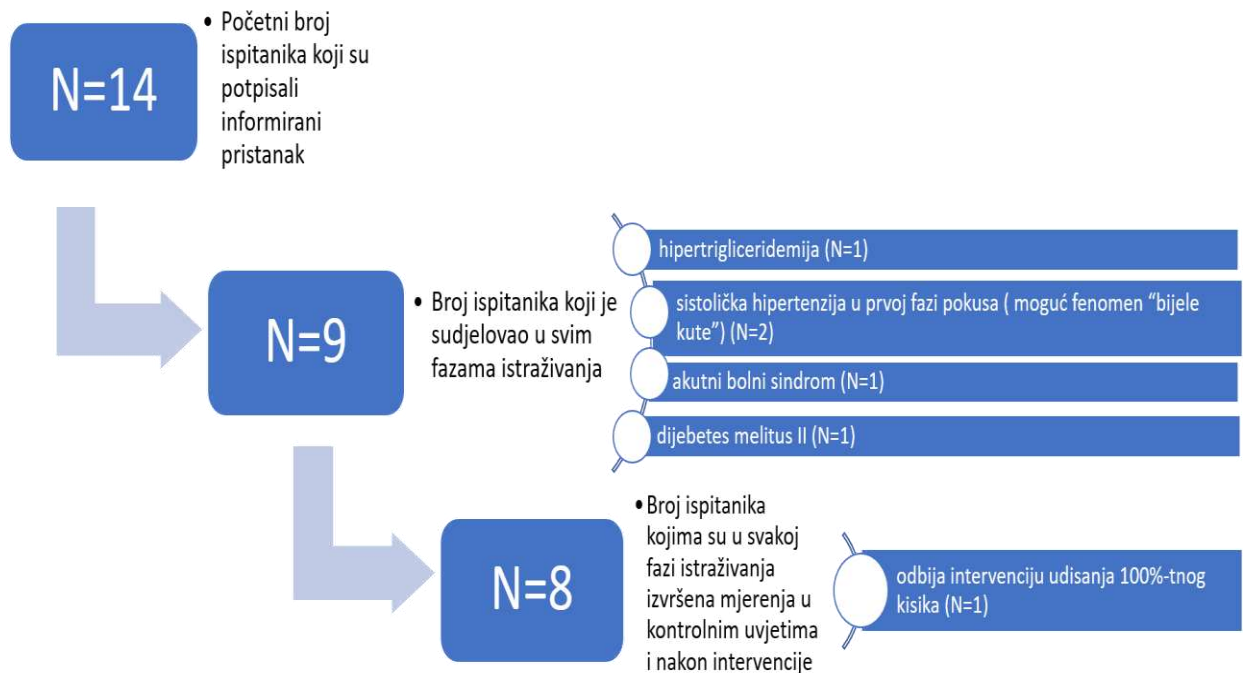 N=14
• Početni broj
ispitanika koji su
potpisali
informirani
pristanak
N=9
• Broj ispitanika koji je
sudjelovao u svim
fazama istraživanja
hipertrigliceridemija (N=1)
sistolička hipertenzija u prvoj fazi pokusa ( moguć fenomen “bijele
kute”) (N=2)
akutni bolni sindrom (N=1)
dijebetes melitus II (N=1)
N=8
• Broj ispitanika
kojima su u svakoj
fazi istraživanja
izvršena mjerenja u
kontrolnim uvjetima
i nakon intervencije
odbija intervenciju udisanja 100%-tnog
kisika (N=1)